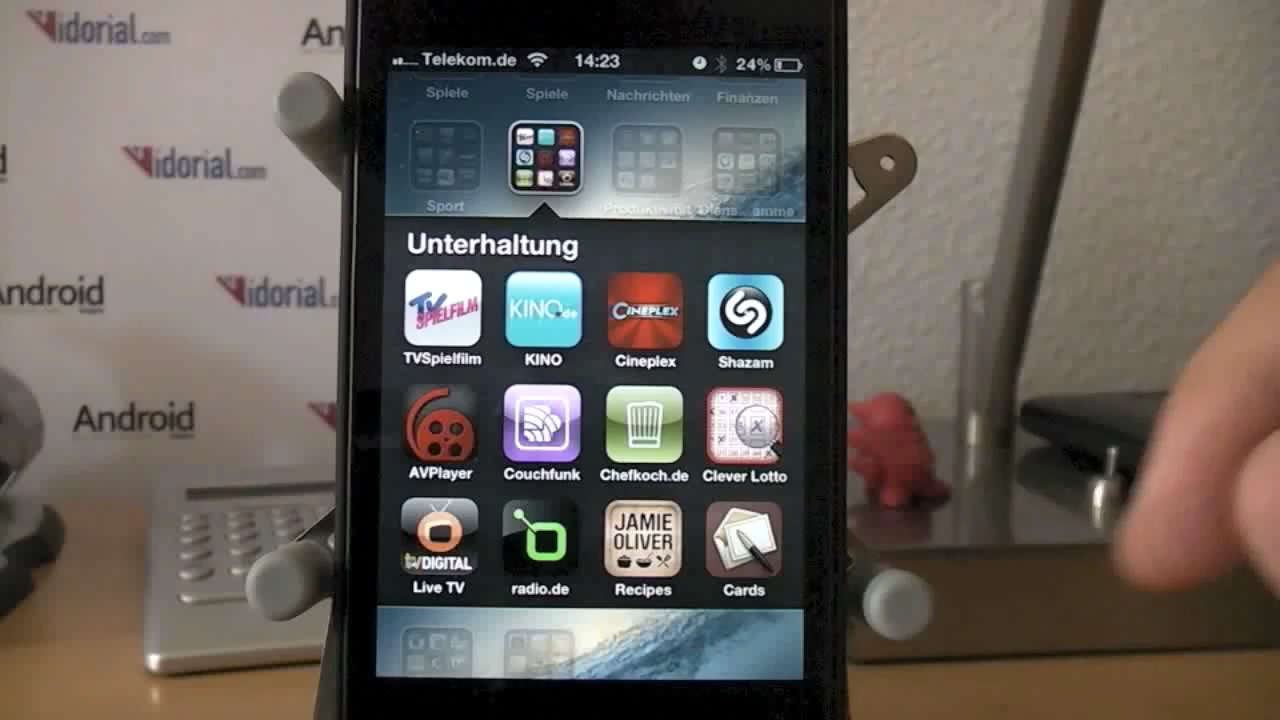 Vidorial.com
Telekom.de 14:23 24%
Spiele Spiele Nachrichten Finanzen
Vidorial.com
Sport
Unterhaltung
Android
Vidorial.
TV SPIELFILM
KINO.de
CINEPLEX
TVSpielfilm KINO Cineplex Shazam
Android
AVPlayer Couchfunk Chefkoch.de Clever Lotto
JAMIE
OLIVER
tvDIGITAL
Live TV radio.de Recipes Cards